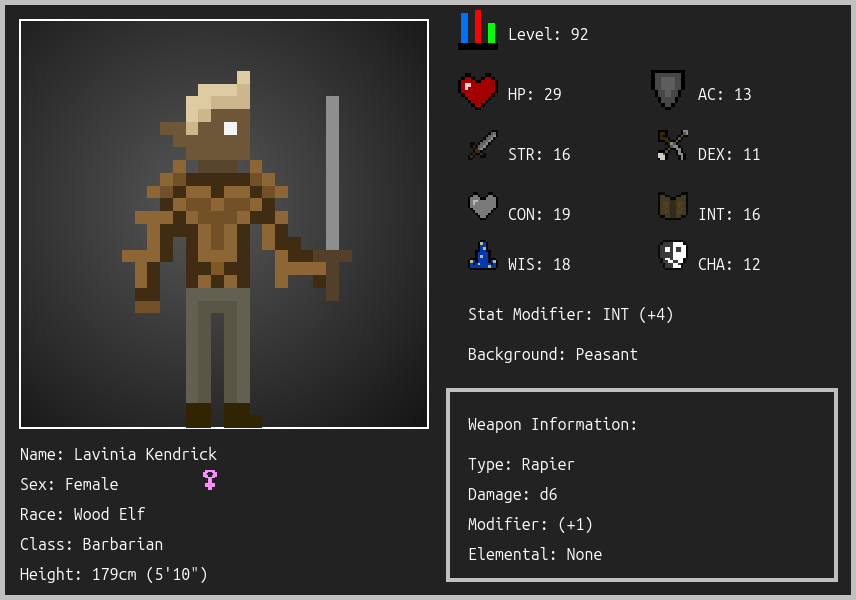 Level: 92
HP: 29
AC: 13
STR: 16
DEX: 11
CON: 19
INT: 16
WIS: 18
CHA: 12
Stat Modifier: INT (+4)
Background: Peasant
Weapon Information:
Type: Rapier
Damage: d6
Modifier: (+1)
Elemental: None
Name: Lavinia Kendrick
Sex: Female
Race: Wood Elf
Class: Barbarian
Height: 179cm (5'10")